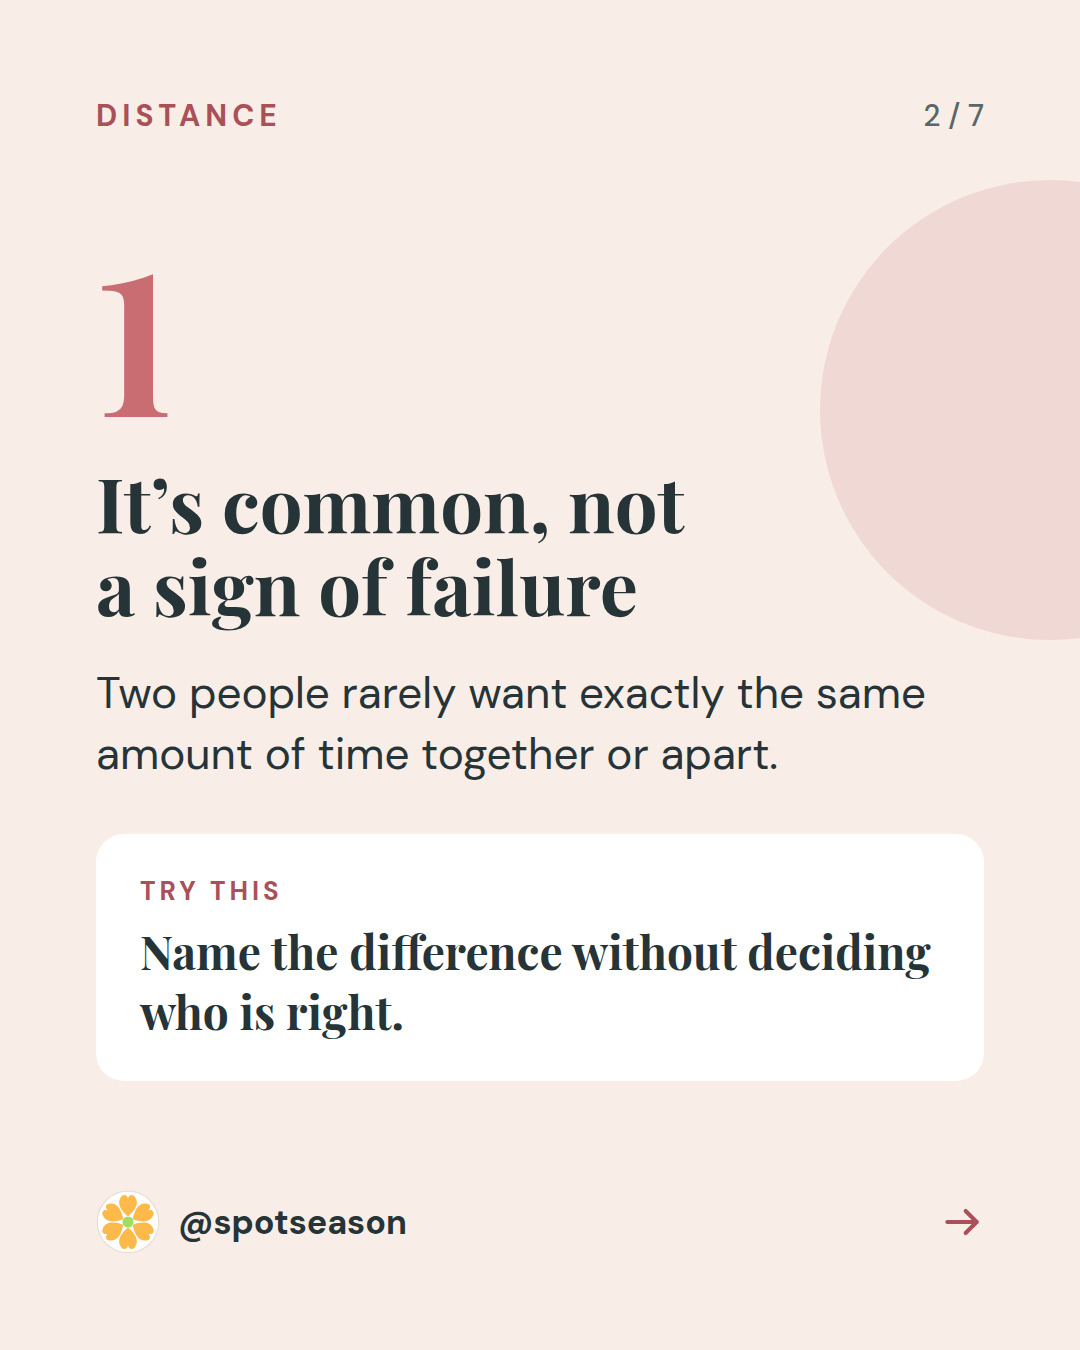 DISTANCE
2 / 7
1
It’s common, not
a sign of failure
Two people rarely want exactly the same
amount of time together or apart.
TRY THIS
Name the difference without deciding
who is right.
@spotseason